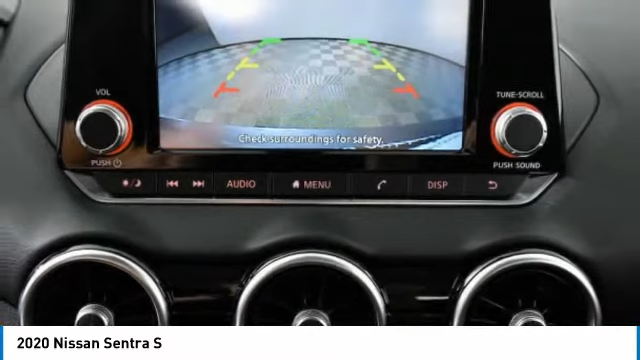 Check surroundings for safety.
VOL
TUNE·SCROLL
PUSH
PUSH SOUND
AUDIO
MENU
DISP
2020 Nissan Sentra S